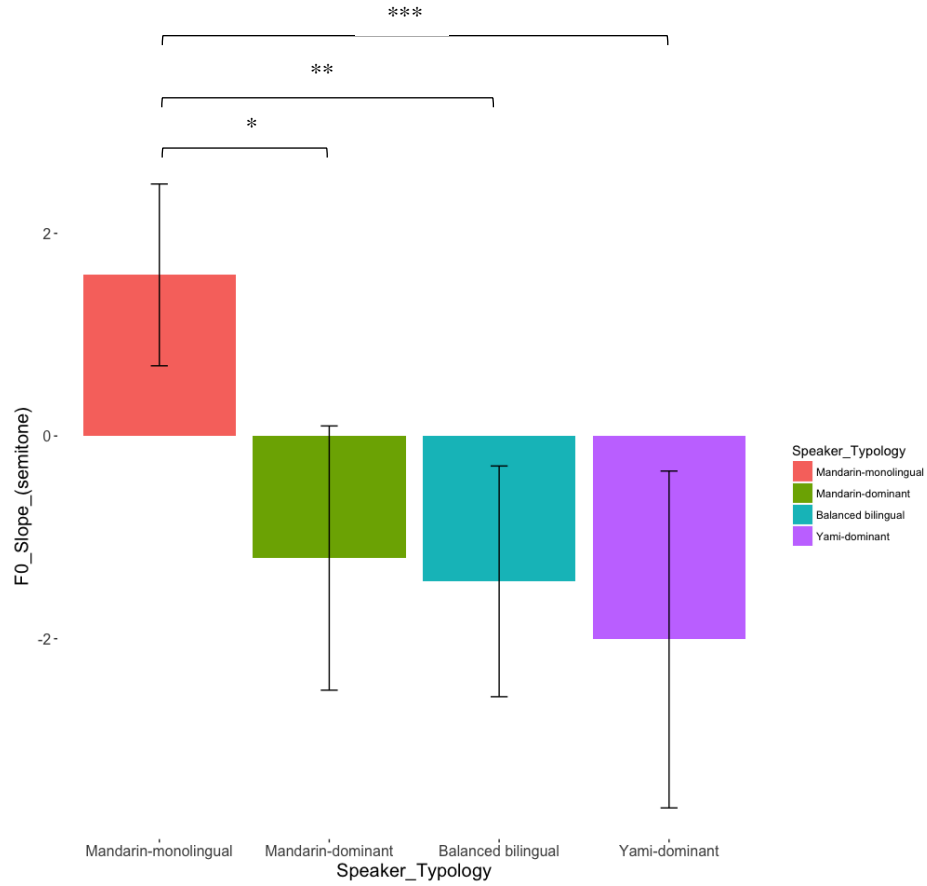 ***
**
*
2
0
-2
F0_Slope_(semitone)
Mandarin-monolingual
Mandarin-dominant
Balanced bilingual
Yami-dominant
Speaker_Typology
Speaker_Typology
Mandarin-monolingual
Mandarin-dominant
Balanced bilingual
Yami-dominant